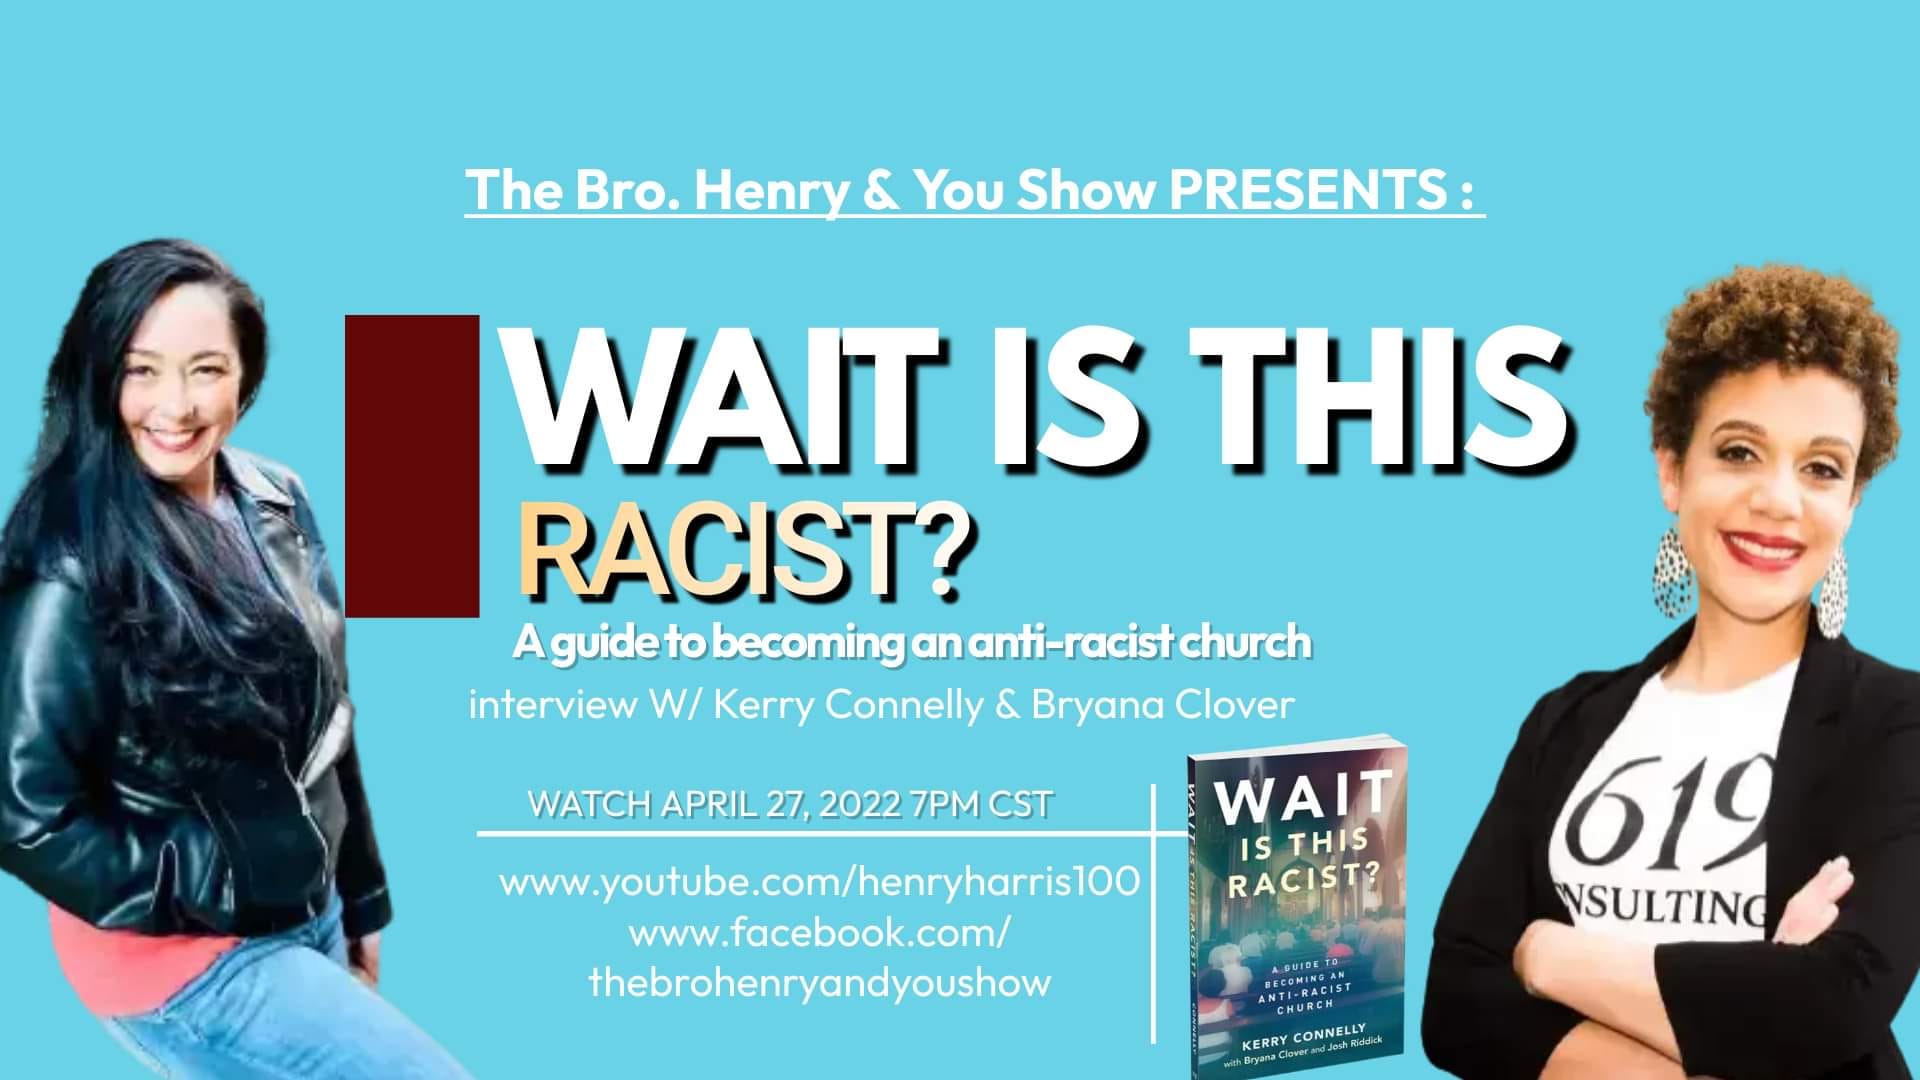 The Bro. Henry & You Show PRESENTS :
WAIT IS THIS
RACIST?
A guide to becoming an anti-racist church
interview W/ Kerry Connelly & Bryana Clover
WATCH APRIL 27, 2022 7PM CST
www.youtube.com/henryharris100
www.facebook.com/
thebrohenryandyoushow
WAIT
IS THIS
RACIST?
A GUIDE TO
BECOMING AN
ANTI-RACIST
CHURCH
KERRY CONNELLY
with Bryana Clover and Josh Riddick
WAIT IS THIS RACIST?
CONNELLY
619
NSULTING